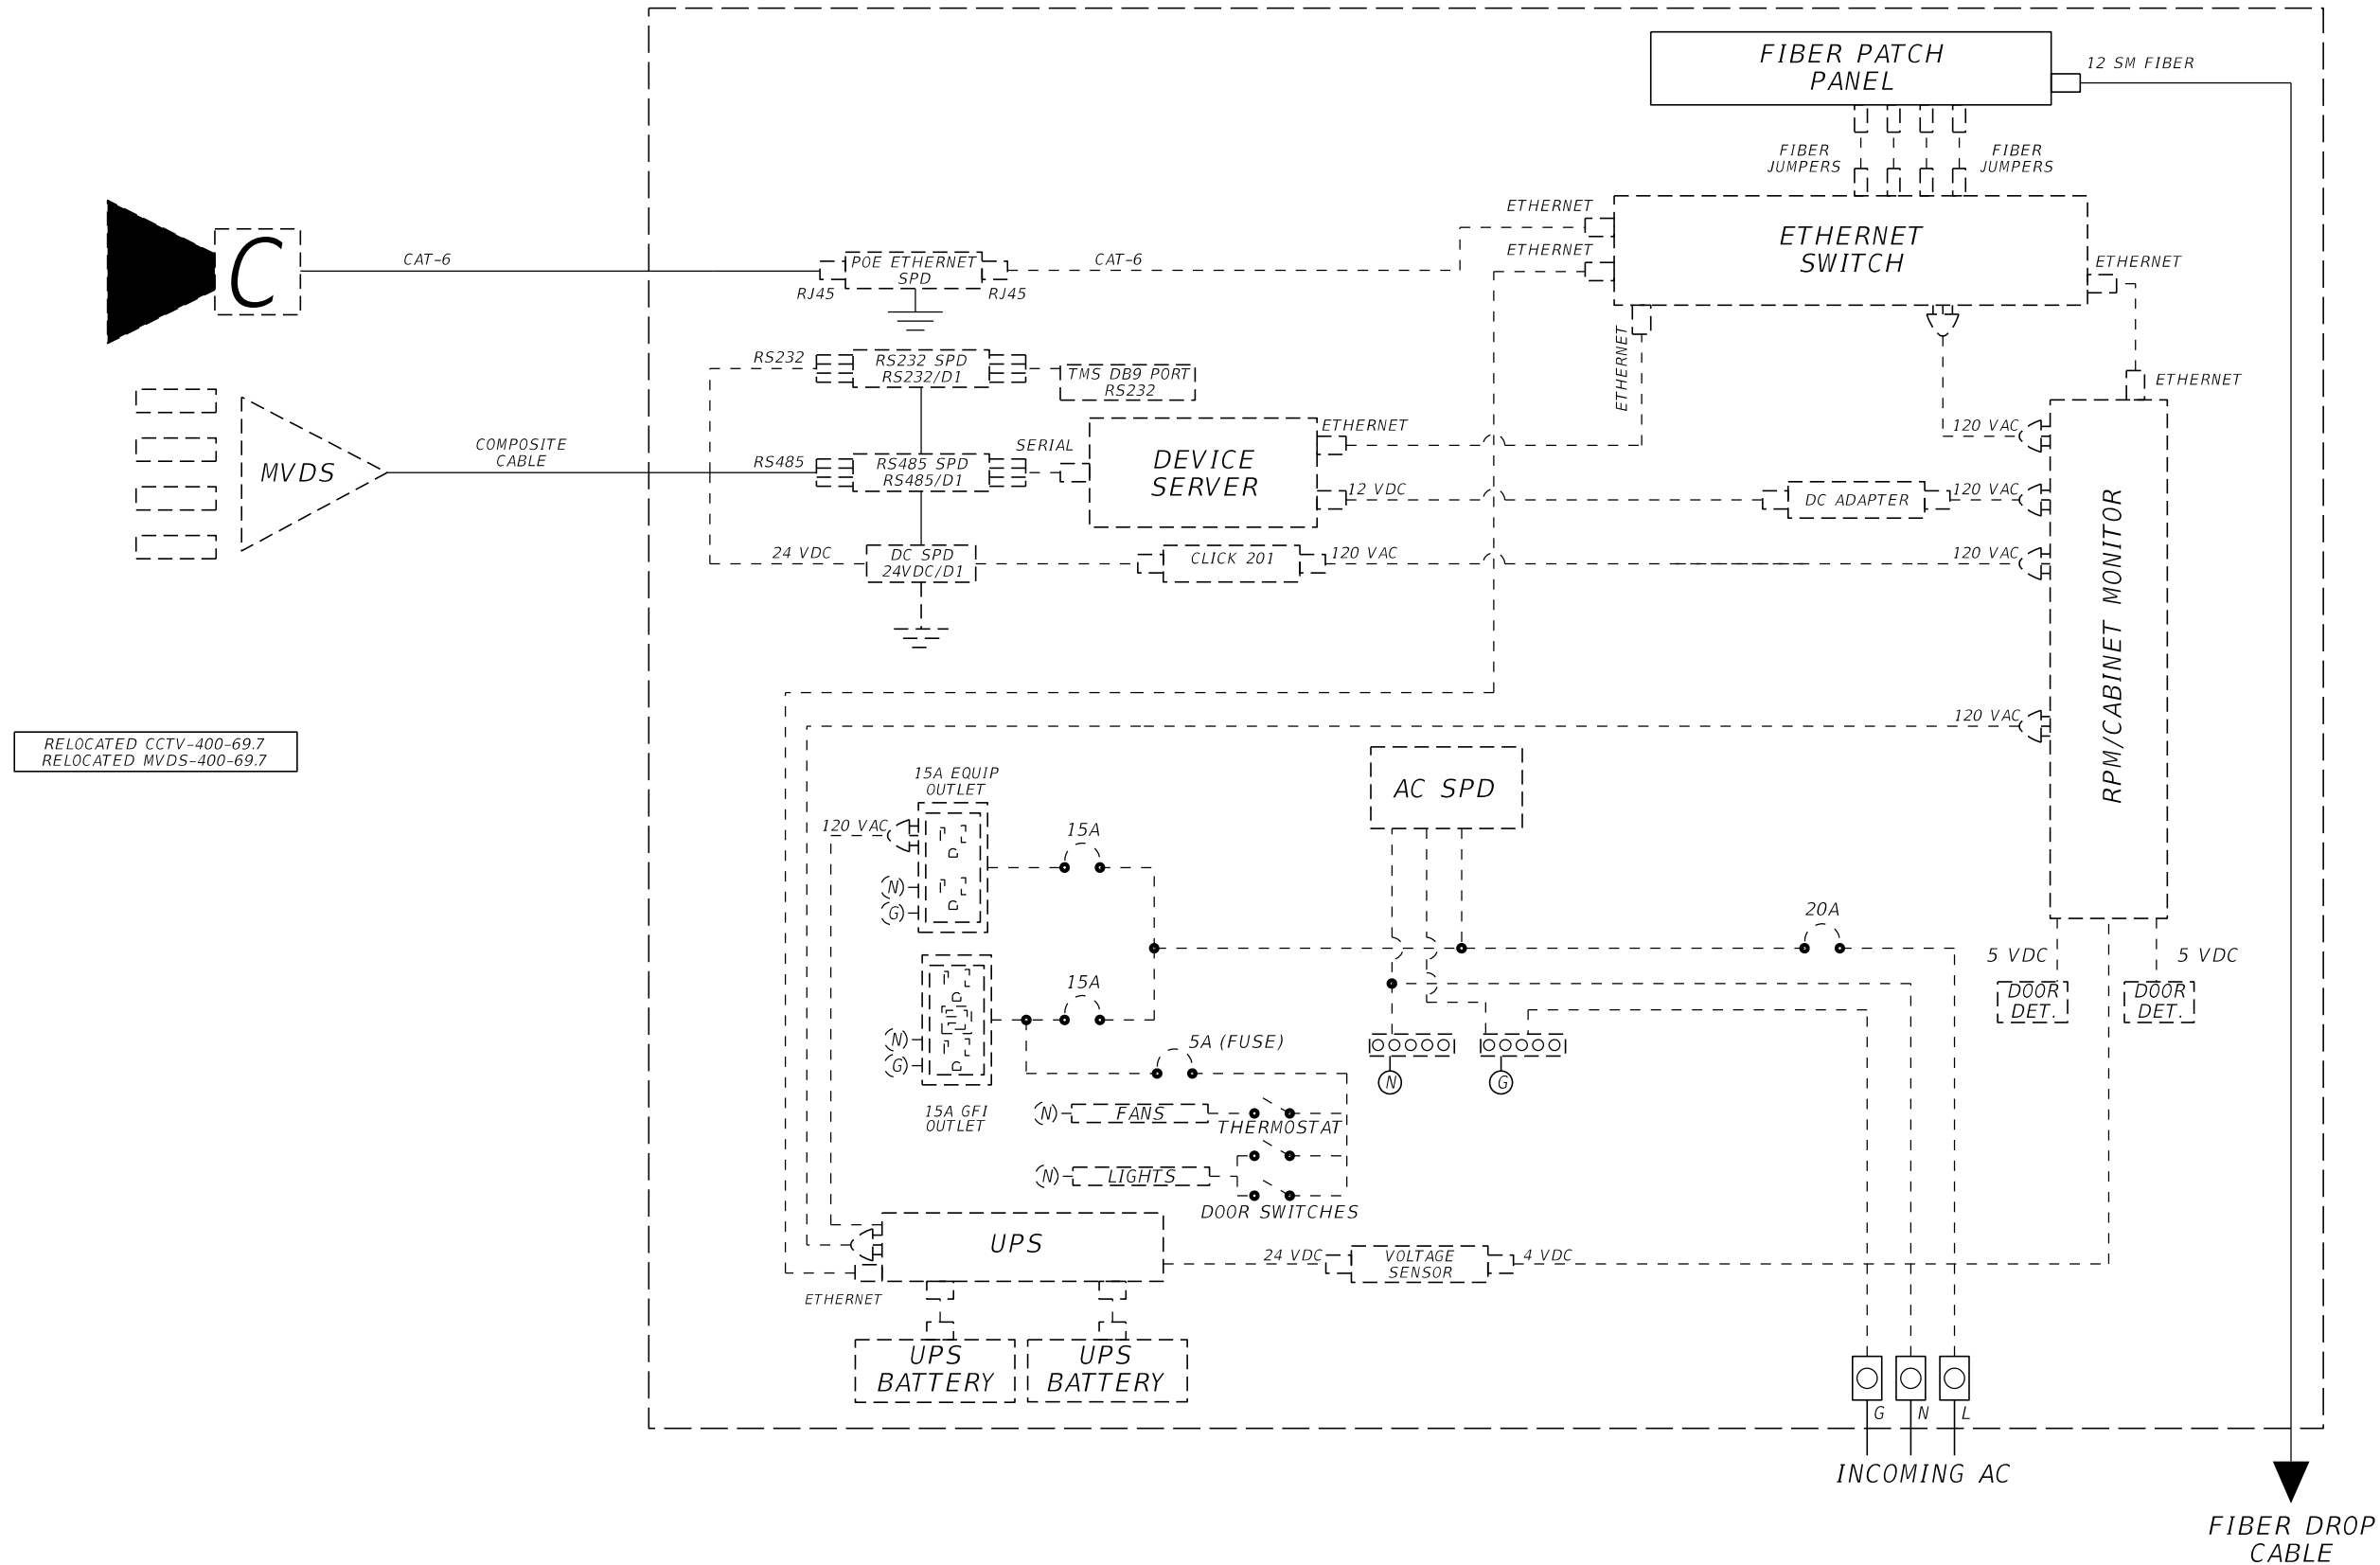 FIBER PATCH
PANEL
12 SM FIBER
FIBER
JUMPERS
FIBER
JUMPERS
ETHERNET
ETHERNET
ETHERNET
SWITCH
ETHERNET
C
CAT-6
POE ETHERNET
SPD
RJ45
RJ45
CAT-6
ETHERNET
ETHERNET
RS232
RS232 SPD
RS232/D1
TMS DB9 PORT
RS232
MVDS
COMPOSITE
CABLE
RS485
RS485 SPD
RS485/D1
SERIAL
DEVICE
SERVER
ETHERNET
12 VDC
120 VAC
DC ADAPTER
120 VAC
24 VDC
DC SPD
24VDC/D1
CLICK 201
120 VAC
120 VAC
RPM/CABINET MONITOR
120 VAC
RELOCATED CCTV-400-69.7
RELOCATED MVDS-400-69.7
15A EQUIP
OUTLET
120 VAC
N
G
15A
AC SPD
20A
5 VDC
5 VDC
DOOR
DET.
DOOR
DET.
15A
N
G
15A GFI
OUTLET
5A (FUSE)
N
G
N
FANS
THERMOSTAT
N
LIGHTS
DOOR SWITCHES
UPS
ETHERNET
24 VDC
VOLTAGE
SENSOR
4 VDC
UPS
BATTERY
UPS
BATTERY
G
N
L
INCOMING AC
FIBER DROP
CABLE